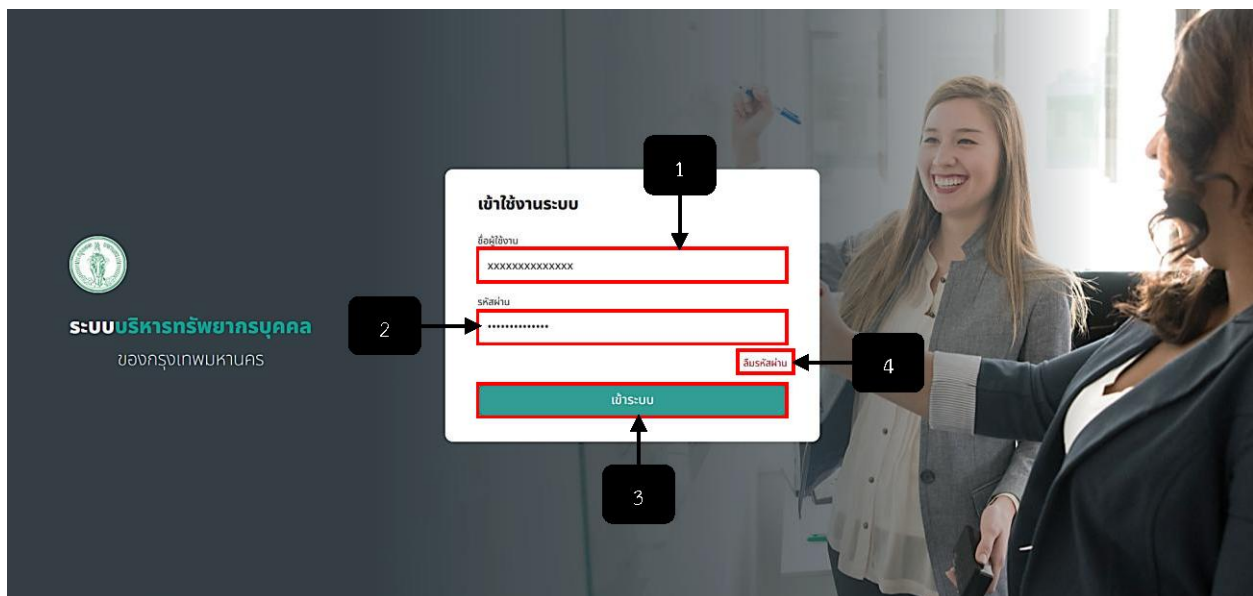 ระบบบริหารทรัพยากรบุคคล
ของกรุงเทพมหานคร
เข้าใช้งานระบบ
ชื่อผู้ใช้งาน
xxxxxxxxxxxxxx
รหัสผ่าน
••••••••••••••
ลืมรหัสผ่าน
เข้าระบบ
1
2
3
4